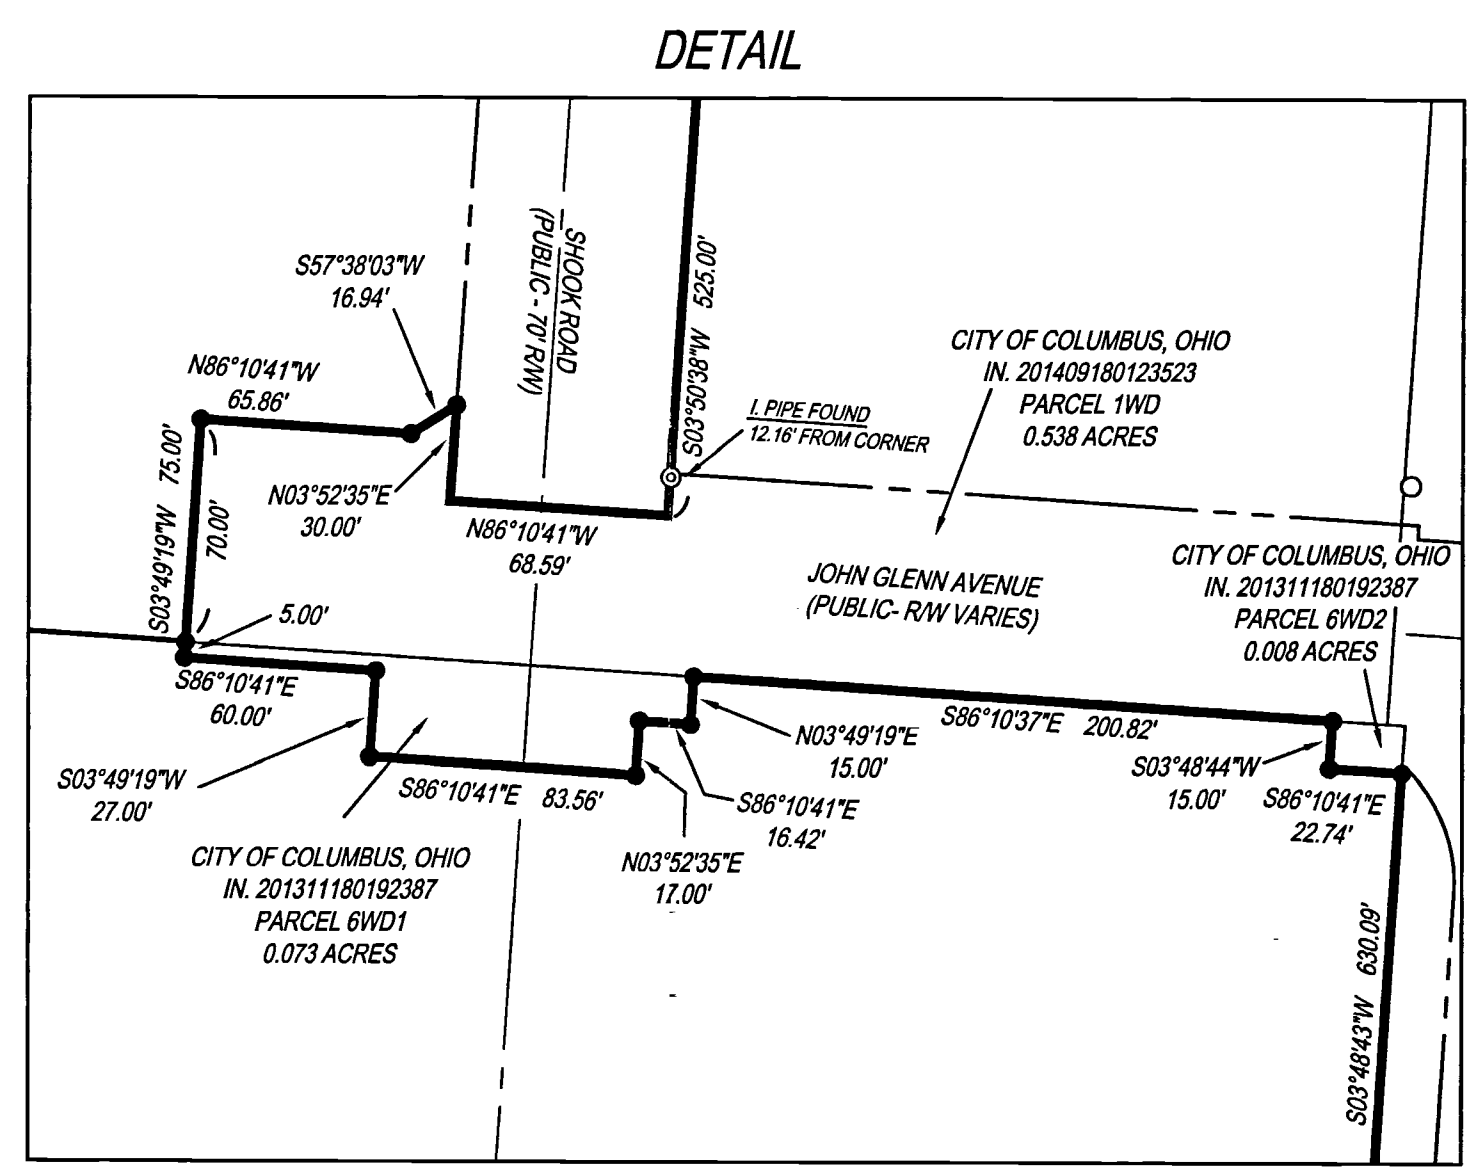 DETAIL
S57°38'03"W
16.94'
SHOOK ROAD
(PUBLIC - 70' R/W)
S03°50'38"W 525.00'
N86°10'41"W
65.86'
CITY OF COLUMBUS, OHIO
IN. 201409180123523
PARCEL 1WD
0.538 ACRES
I. PIPE FOUND
12.16' FROM CORNER
S03°49'19"W 75.00'
70.00'
N03°52'35"E
30.00'
N86°10'41"W
68.59'
JOHN GLENN AVENUE
(PUBLIC- R/W VARIES)
CITY OF COLUMBUS, OHIO
IN. 201311180192387
PARCEL 6WD2
0.008 ACRES
5.00'
S86°10'41"E
60.00'
S86°10'37"E 200.82'
N03°49'19"E
15.00'
S03°48'44"W
15.00'
S03°49'19"W
27.00'
S86°10'41"E 83.56'
S86°10'41"E
16.42'
S86°10'41"E
22.74'
N03°52'35"E
17.00'
CITY OF COLUMBUS, OHIO
IN. 201311180192387
PARCEL 6WD1
0.073 ACRES
S03°48'43"W 630.09'